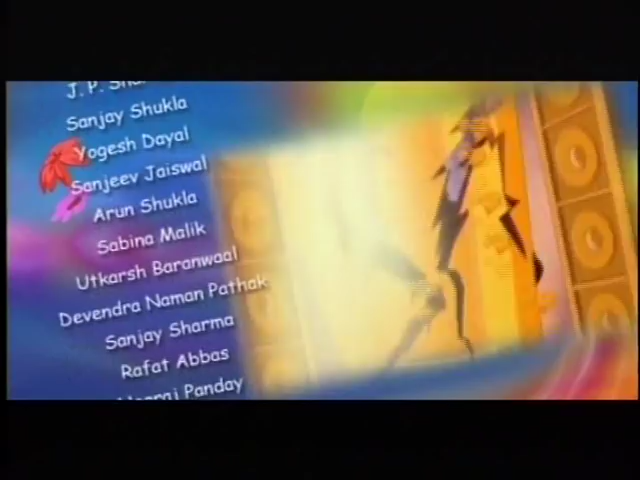 J. P.
Sanjay Shukla
Yogesh Dayal
Sanjeev Jaiswal
Arun Shukla
Sabina Malik
Utkarsh Baranwaal
Devendra Naman Pathak
Sanjay Sharma
Rafat Abbas
Panday